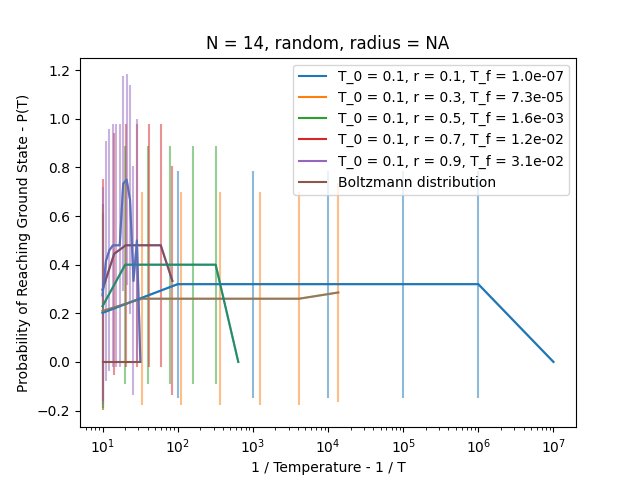 N = 14, random, radius = NA
T_0 = 0.1, r = 0.1, T_f = 1.0e-07
T_0 = 0.1, r = 0.3, T_f = 7.3e-05
T_0 = 0.1, r = 0.5, T_f = 1.6e-03
T_0 = 0.1, r = 0.7, T_f = 1.2e-02
T_0 = 0.1, r = 0.9, T_f = 3.1e-02
Boltzmann distribution
Probability of Reaching Ground State - P(T)
1.2
1.0
0.8
0.6
0.4
0.2
0.0
−0.2
10¹ 10² 10³ 10⁴ 10⁵ 10⁶ 10⁷
1 / Temperature - 1 / T